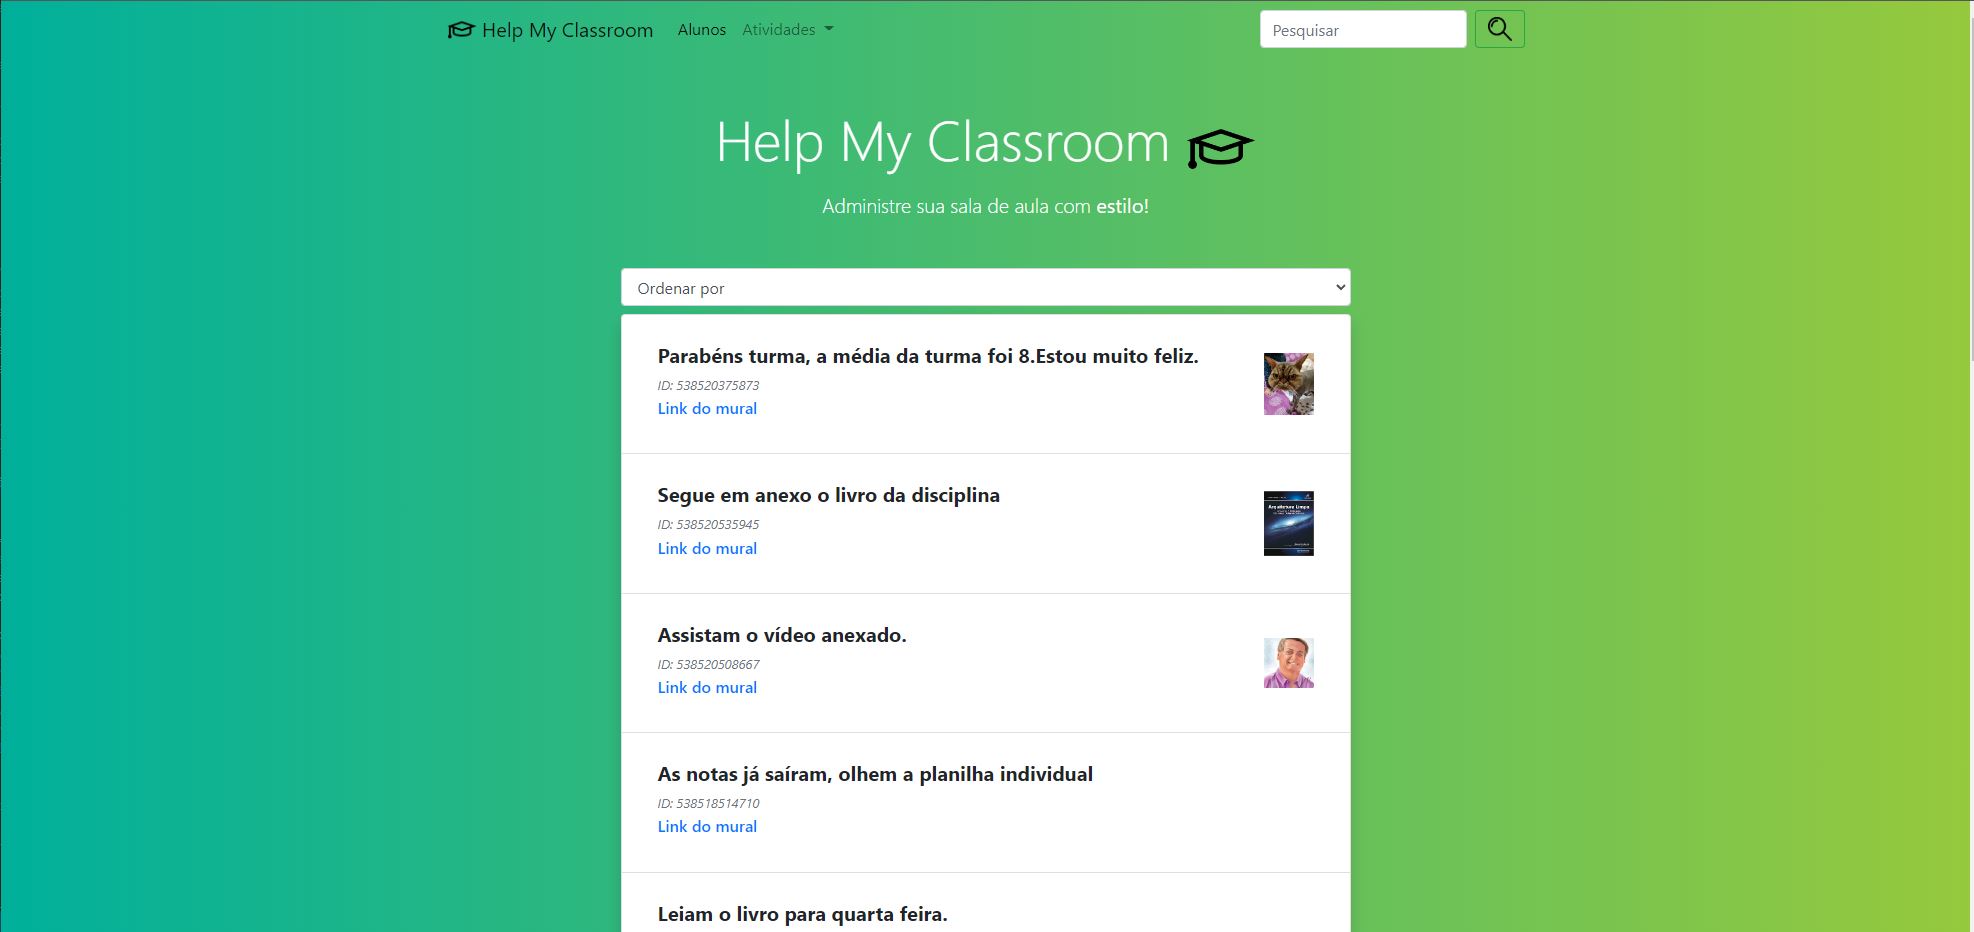 Help My Classroom Alunos Atividades Pesquisar
Help My Classroom
Administre sua sala de aula com estilo!
Ordenar por
Parabéns turma, a média da turma foi 8.Estou muito feliz.
ID: 538520375873
Link do mural
Segue em anexo o livro da disciplina
ID: 538520535945
Link do mural
Arquitetura Limpa
Assistam o vídeo anexado.
ID: 538520508667
Link do mural
As notas já saíram, olhem a planilha individual
ID: 538518514710
Link do mural
Leiam o livro para quarta feira.